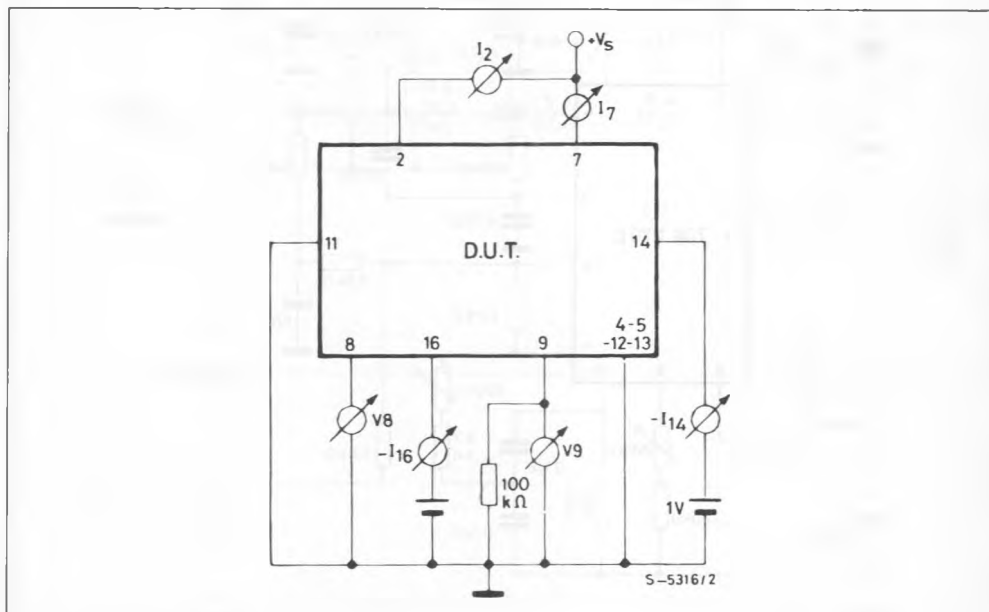 +VS
I2
I7
2
7
11
D.U.T.
14
4-5
-12-13
8
16
9
V8
-I16
V9
-I14
100
kΩ
1V
S-5316/2